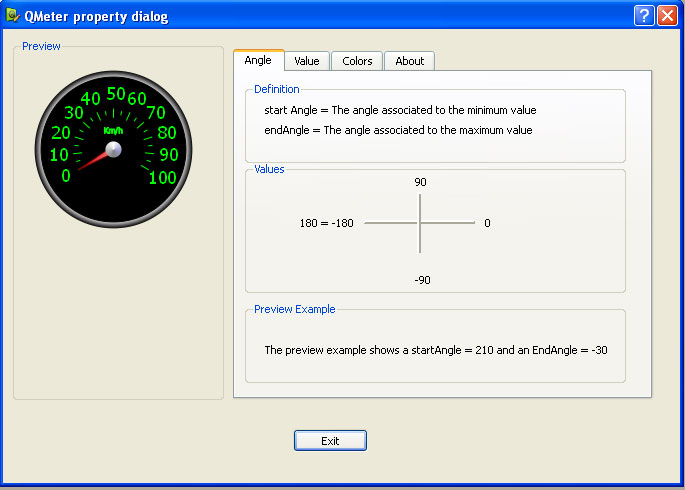 QMeter property dialog
Preview
0
10
20
30
40
50
60
70
80
90
100
Km/h
Angle
Value
Colors
About
Definition
start Angle = The angle associated to the minimum value
endAngle = The angle associated to the maximum value
Values
90
180 = -180
0
-90
Preview Example
The preview example shows a startAngle = 210 and an EndAngle = -30
Exit